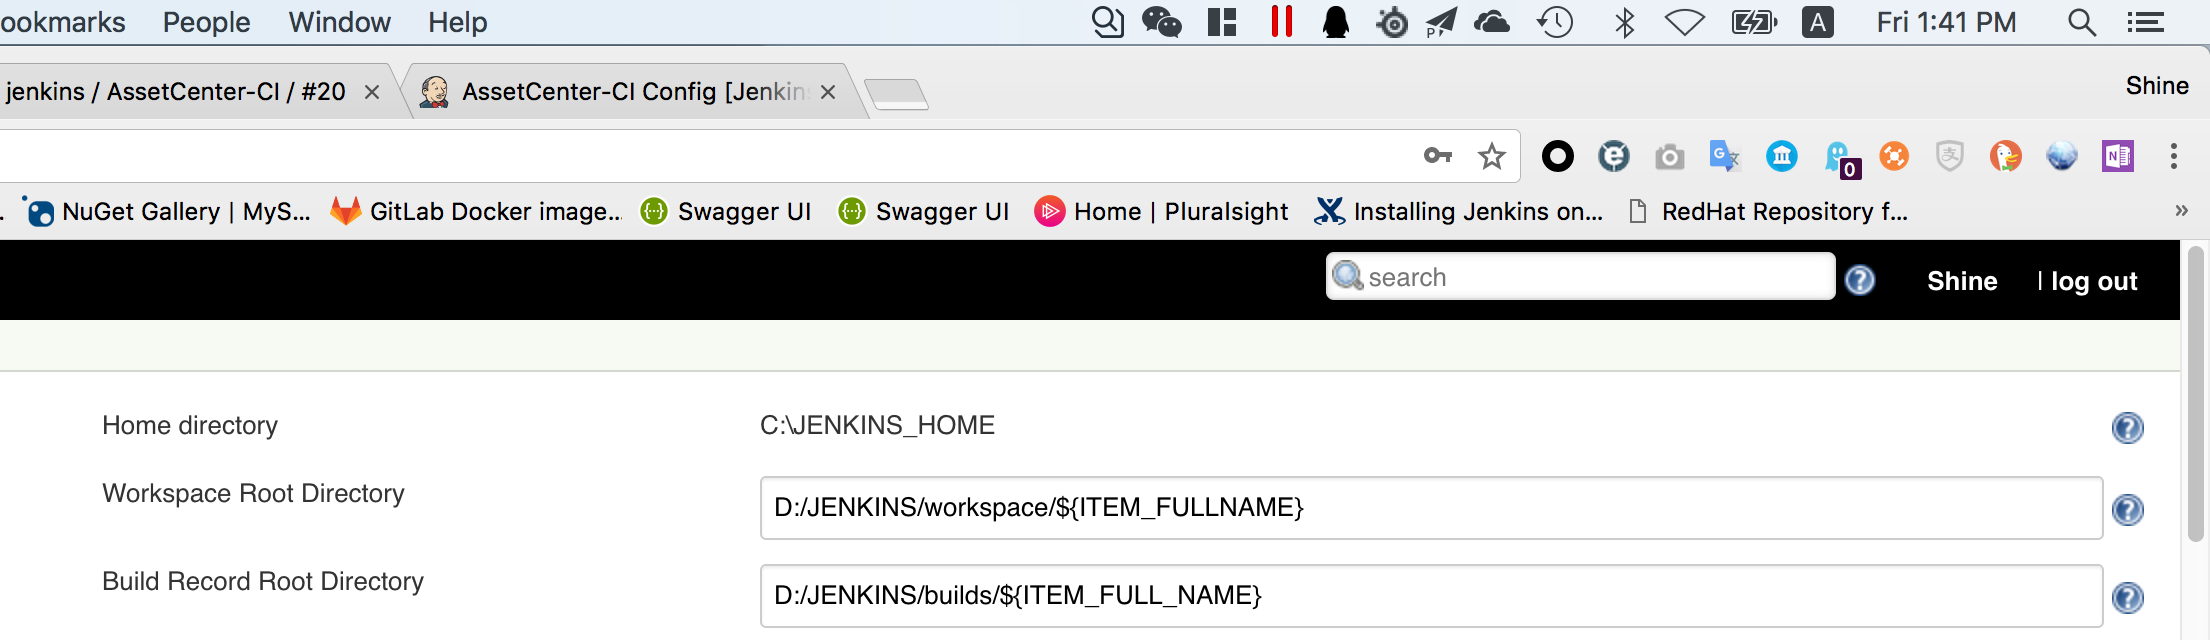 ookmarks People Window Help P A Fri 1:41 PM
jenkins / AssetCenter-CI / #20 AssetCenter-CI Config [Jenkins Shine
0 N
NuGet Gallery | MyS... GitLab Docker image... Swagger UI Swagger UI Home | Pluralsight Installing Jenkins on... RedHat Repository f... »
search Shine | log out
Home directory C:\JENKINS_HOME
Workspace Root Directory D:/JENKINS/workspace/${ITEM_FULLNAME}
Build Record Root Directory D:/JENKINS/builds/${ITEM_FULL_NAME}